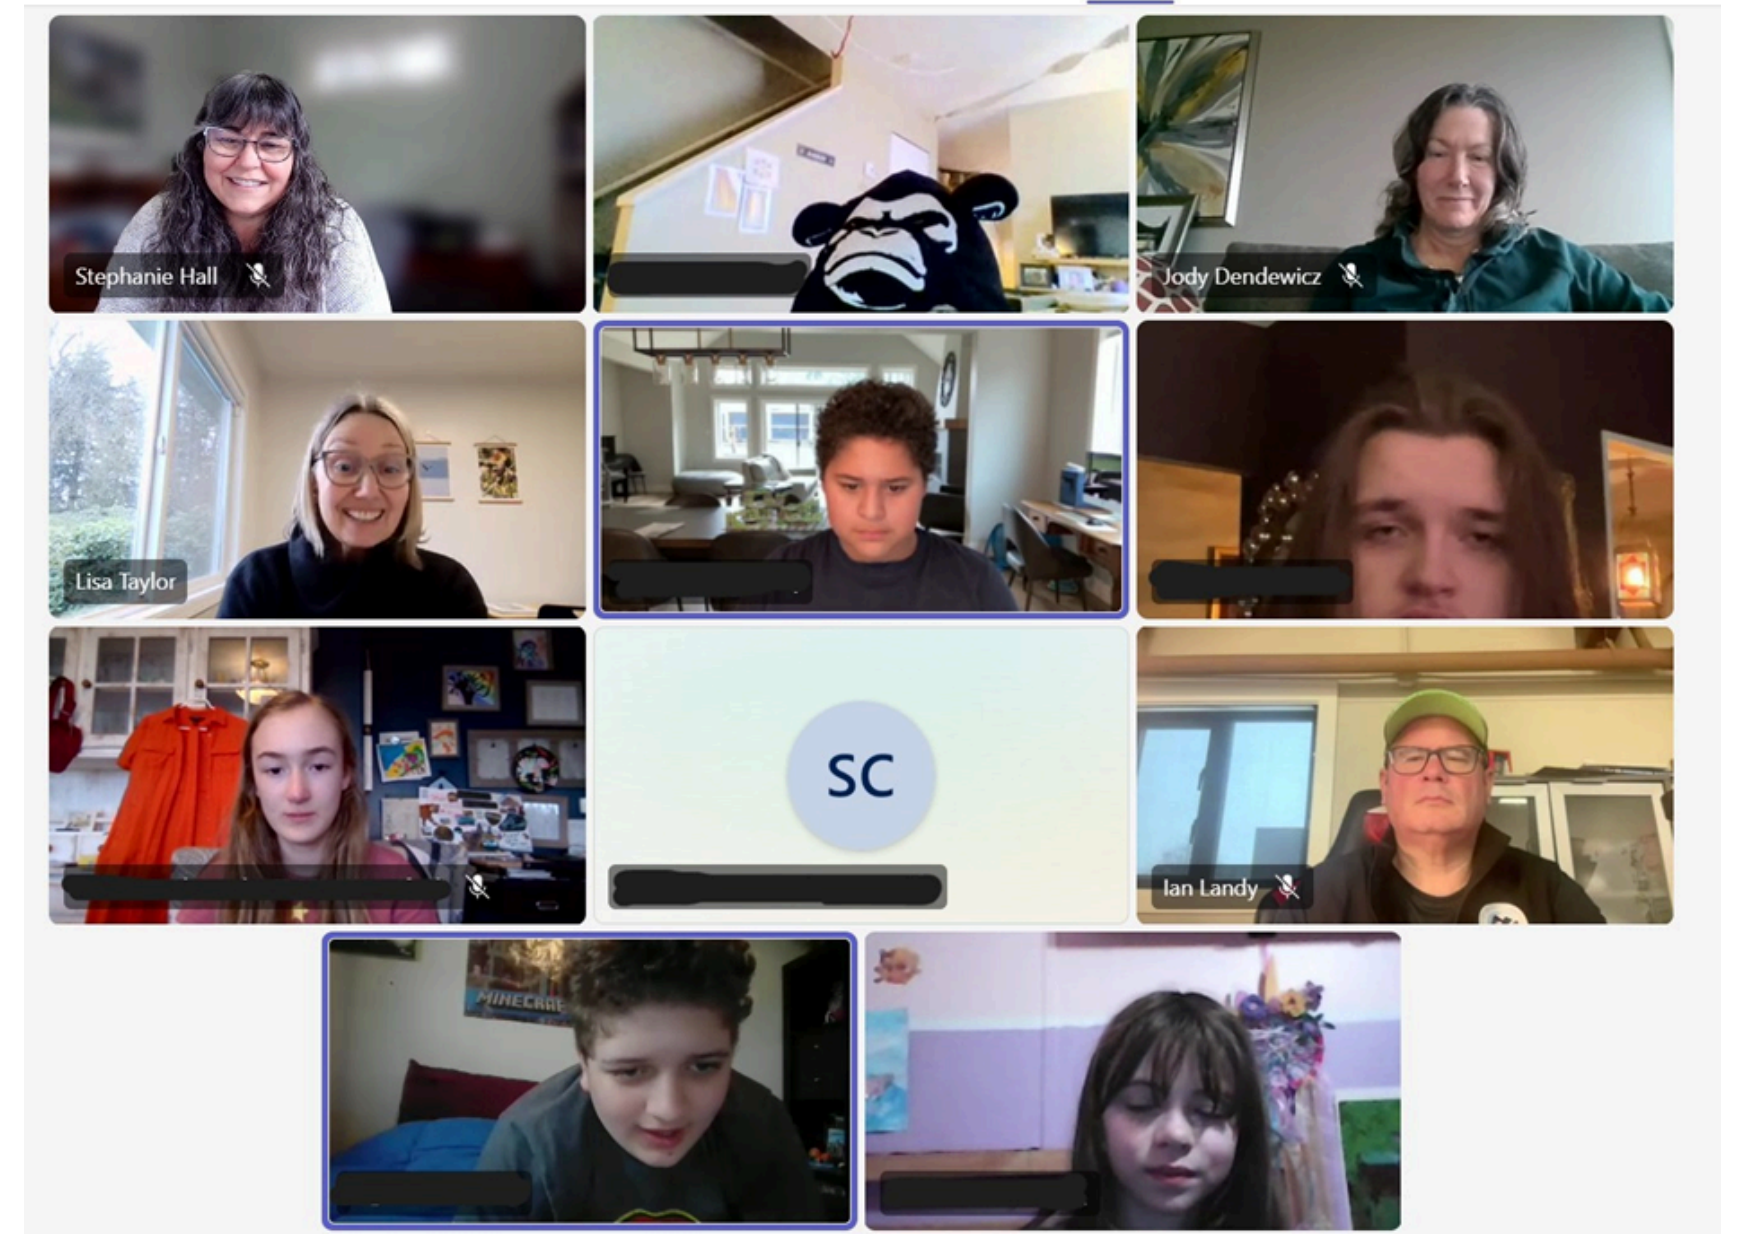 Stephanie Hall
Jody Dendewicz
Lisa Taylor
SC
Ian Landy
MINECRAF